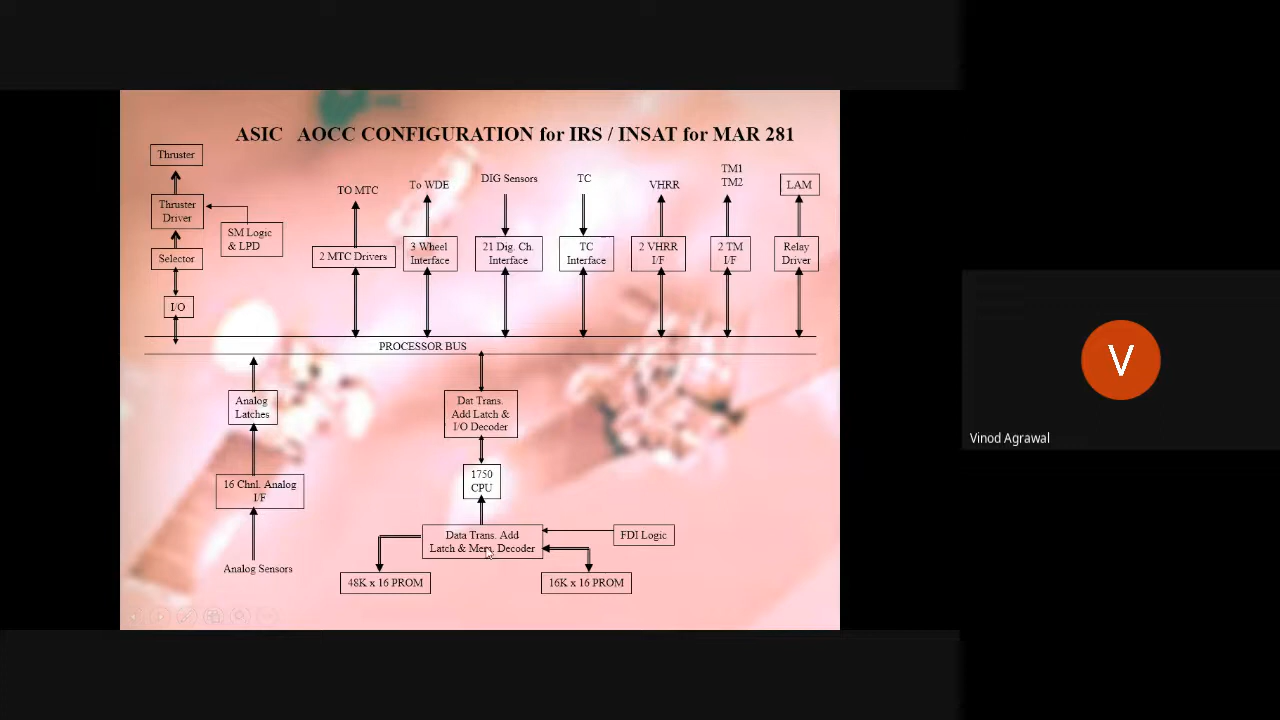 ASIC AOCC CONFIGURATION for IRS / INSAT for MAR 281
Thruster
Thruster
Driver
SM Logic
& LPD
Selector
I/O
TO MTC
2 MTC Drivers
To WDE
3 Wheel
Interface
DIG Sensors
21 Dig. Ch.
Interface
TC
TC
Interface
VHRR
2 VHRR
I/F
TM1
TM2
2 TM
I/F
LAM
Relay
Driver
PROCESSOR BUS
Analog
Latches
16 Chnl. Analog
I/F
Analog Sensors
Dat Trans.
Add Latch &
I/O Decoder
1750
CPU
Data Trans. Add
Latch & Mem. Decoder
FDI Logic
48K x 16 PROM
16K x 16 PROM
V
Vinod Agrawal